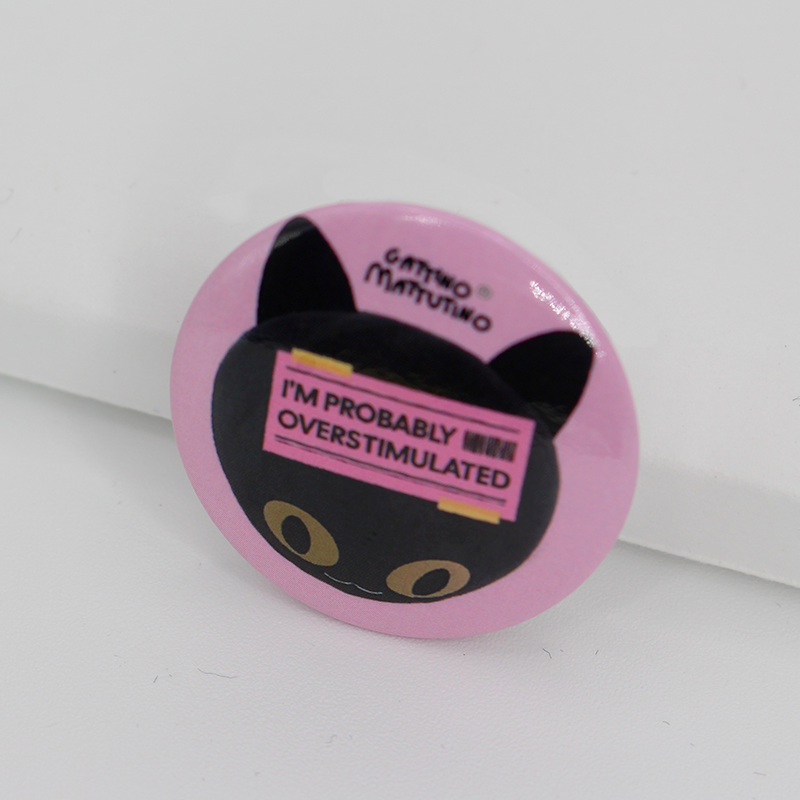 GATTINO®
MATTUTINO
I'M PROBABLY
OVERSTIMULATED